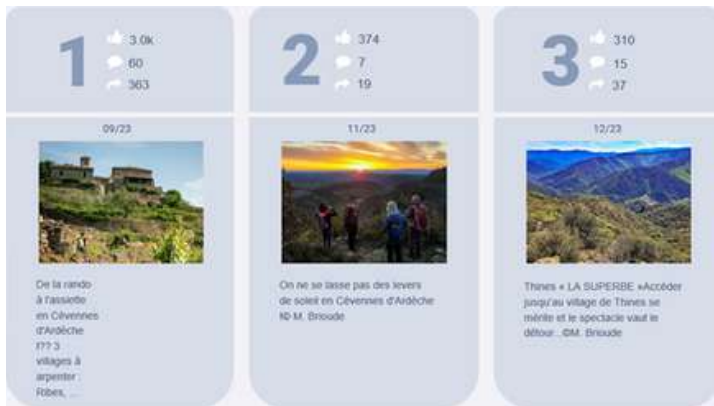 1
3.0k
60
363
09/23
De la rando
à l'assiette
en Cévennes
d'Ardèche
!?? 3
villages à
arpenter :
Ribes, ...
2
374
7
19
11/23
On ne se lasse pas des levers
de soleil en Cévennes d'Ardèche
!© M. Brioude
3
310
15
37
12/23
Thines « LA SUPERBE »Accéder
jusqu'au village de Thines se
mérite et le spectacle vaut le
détour...©M. Brioude